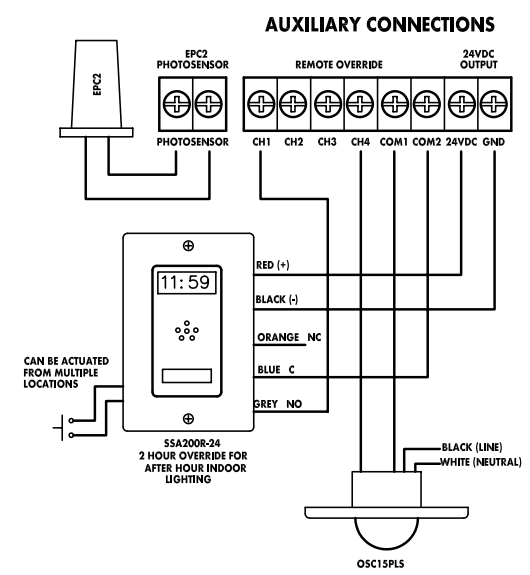 AUXILIARY CONNECTIONS
EPC2
PHOTOSENSOR
REMOTE OVERRIDE
24VDC
OUTPUT
EPC2
PHOTOSENSOR
CH1 CH2 CH3 CH4 COM1 COM2 24VDC GND
RED (+)
11:59
BLACK (-)
ORANGE NC
BLUE C
GREY NO
CAN BE ACTUATED
FROM MULTIPLE
LOCATIONS
SSA200R-24
2 HOUR OVERRIDE FOR
AFTER HOUR INDOOR
LIGHTING
BLACK (LINE)
WHITE (NEUTRAL)
OSC15PLS